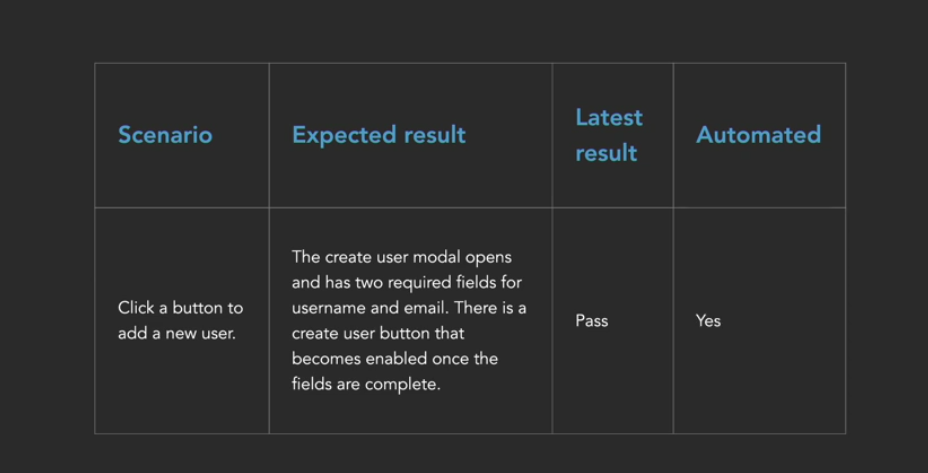 Scenario
Expected result
Latest
result
Automated
Click a button to
add a new user.
The create user modal opens
and has two required fields for
username and email. There is a
create user button that
becomes enabled once the
fields are complete.
Pass
Yes